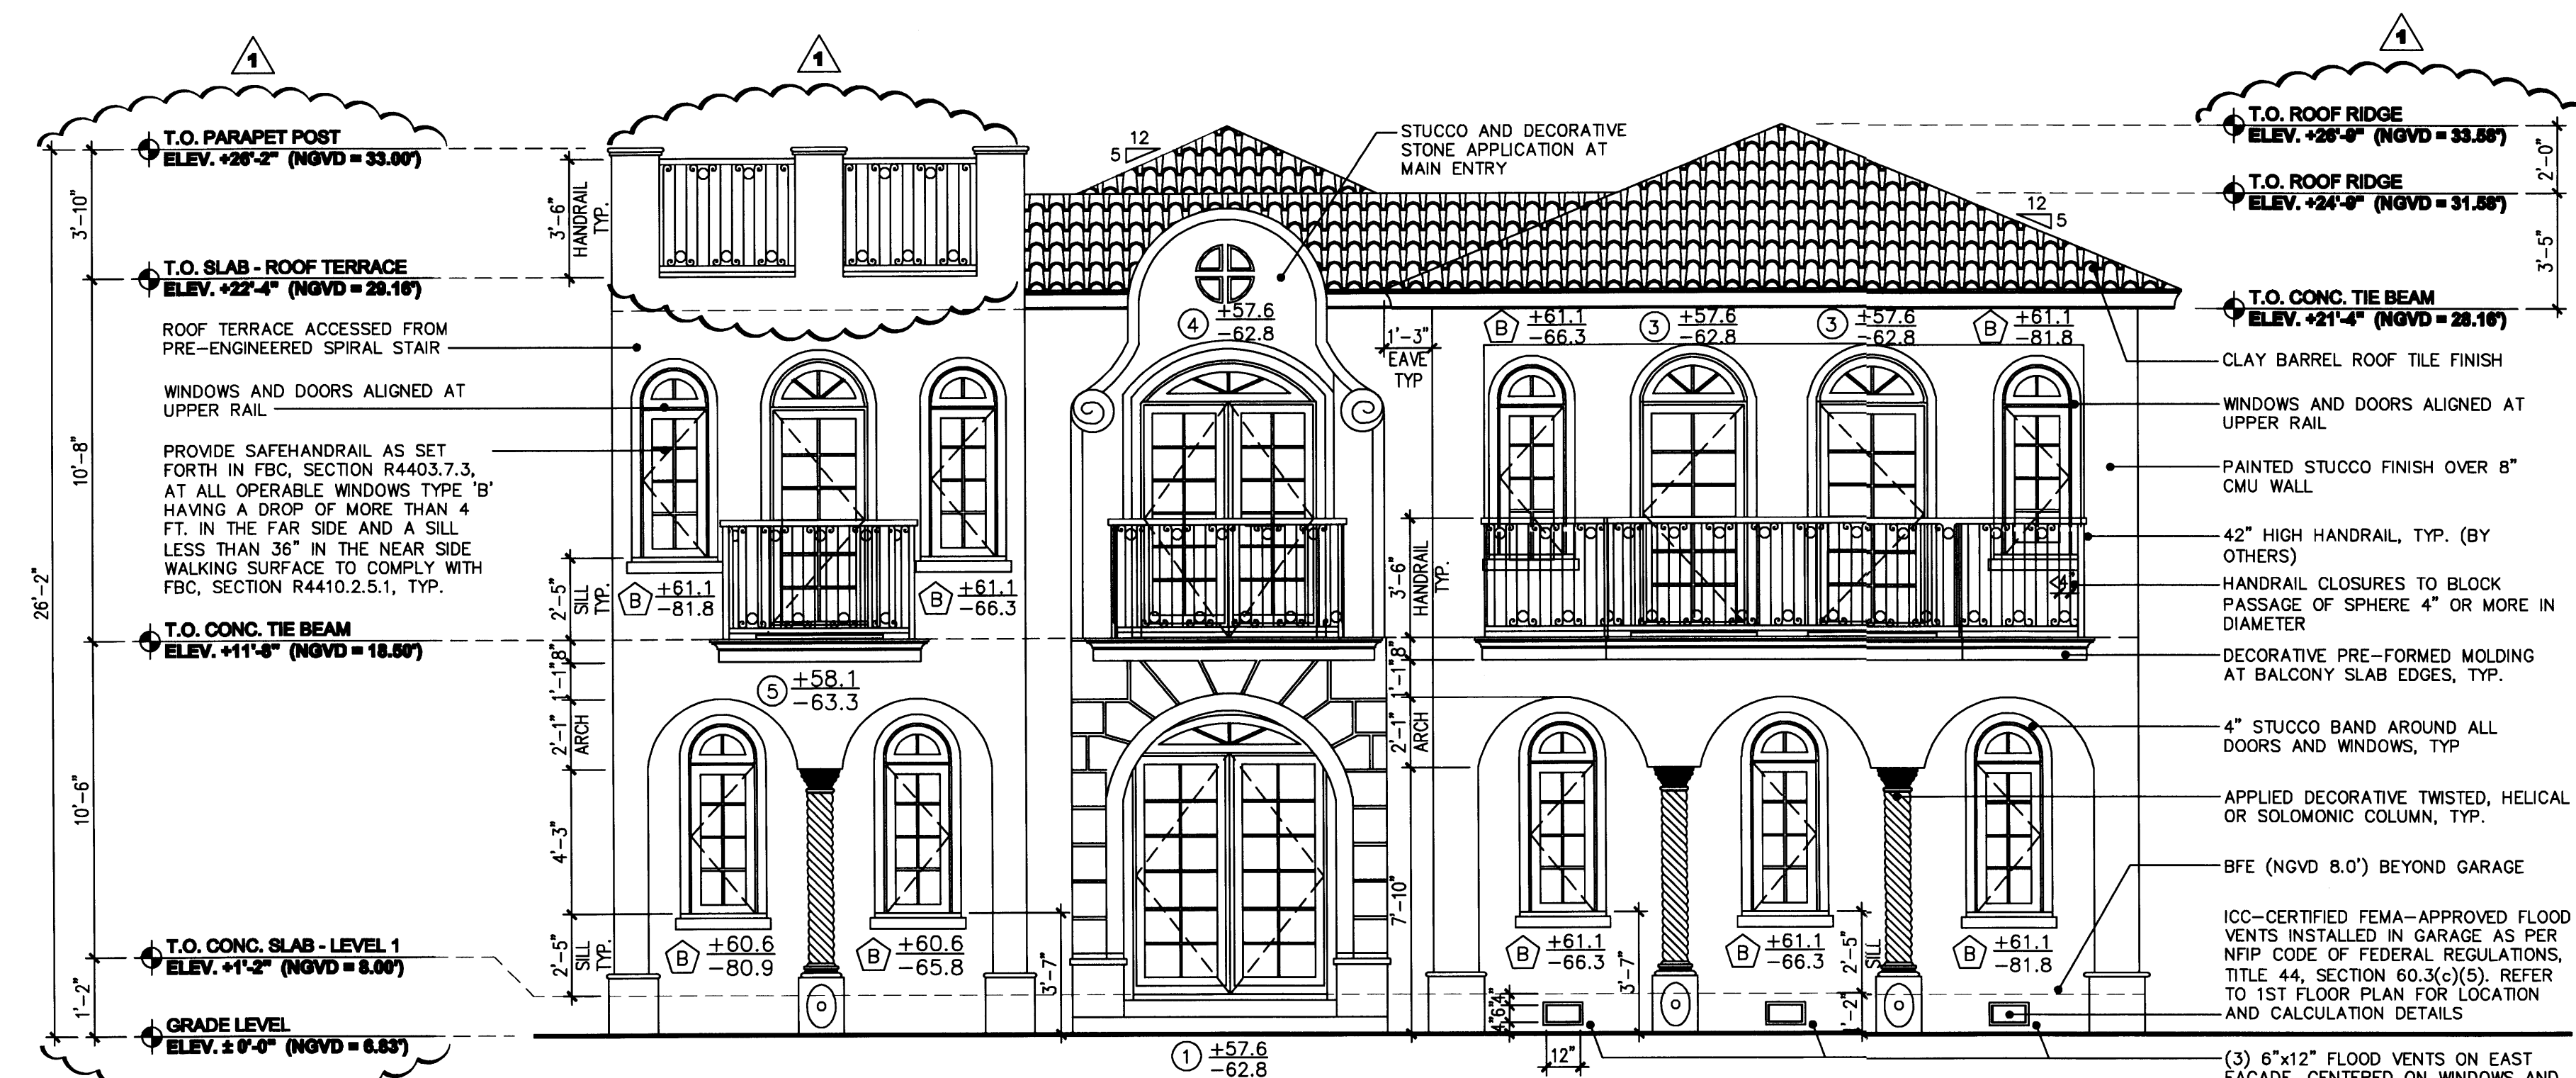 1
1
1
T.O. PARAPET POST
ELEV. +26'-2" (NGVD = 33.00')
T.O. SLAB - ROOF TERRACE
ELEV. +22'-4" (NGVD = 29.16')
ROOF TERRACE ACCESSED FROM
PRE-ENGINEERED SPIRAL STAIR
WINDOWS AND DOORS ALIGNED AT
UPPER RAIL
PROVIDE SAFEHANDRAIL AS SET
FORTH IN FBC, SECTION R4403.7.3,
AT ALL OPERABLE WINDOWS TYPE 'B'
HAVING A DROP OF MORE THAN 4
FT. IN THE FAR SIDE AND A SILL
LESS THAN 36" IN THE NEAR SIDE
WALKING SURFACE TO COMPLY WITH
FBC, SECTION R4410.2.5.1, TYP.
T.O. CONC. TIE BEAM
ELEV. +11'-8" (NGVD = 18.50')
T.O. CONC. SLAB - LEVEL 1
ELEV. +1'-2" (NGVD = 8.00')
GRADE LEVEL
ELEV. ± 0'-0" (NGVD = 6.83')
26'-2"
3'-10"
10'-8"
10'-6"
1'-2"
3'-6"
HANDRAIL
TYP.
2'-5"
SILL
TYP.
8"
1'-1"
2'-1"
ARCH
4'-3"
2'-5"
SILL
TYP.
B +61.1
-81.8
B +61.1
-66.3
5 +58.1
-63.3
B +60.6
-80.9
B +60.6
-65.8
3'-7"
12
5
STUCCO AND DECORATIVE
STONE APPLICATION AT
MAIN ENTRY
4 +57.6
-62.8
1'-3"
EAVE
TYP
3'-6"
HANDRAIL
TYP.
8"
1'-1"
2'-1"
ARCH
7'-10"
1 +57.6
-62.8
B +61.1
-66.3
3 +57.6
-62.8
3 +57.6
-62.8
B +61.1
-81.8
12
5
<4"
B +61.1
-66.3
B +61.1
-66.3
B +61.1
-81.8
4"
6"
4"
12"
3'-7"
2'-5"
SILL
1'-2"
T.O. ROOF RIDGE
ELEV. +26'-9" (NGVD = 33.58')
T.O. ROOF RIDGE
ELEV. +24'-9" (NGVD = 31.58')
T.O. CONC. TIE BEAM
ELEV. +21'-4" (NGVD = 28.16')
2'-0"
3'-5"
CLAY BARREL ROOF TILE FINISH
WINDOWS AND DOORS ALIGNED AT
UPPER RAIL
PAINTED STUCCO FINISH OVER 8"
CMU WALL
42" HIGH HANDRAIL, TYP. (BY
OTHERS)
HANDRAIL CLOSURES TO BLOCK
PASSAGE OF SPHERE 4" OR MORE IN
DIAMETER
DECORATIVE PRE-FORMED MOLDING
AT BALCONY SLAB EDGES, TYP.
4" STUCCO BAND AROUND ALL
DOORS AND WINDOWS, TYP
APPLIED DECORATIVE TWISTED, HELICAL
OR SOLOMONIC COLUMN, TYP.
BFE (NGVD 8.0') BEYOND GARAGE
ICC-CERTIFIED FEMA-APPROVED FLOOD
VENTS INSTALLED IN GARAGE AS PER
NFIP CODE OF FEDERAL REGULATIONS,
TITLE 44, SECTION 60.3(c)(5). REFER
TO 1ST FLOOR PLAN FOR LOCATION
AND CALCULATION DETAILS
(3) 6"x12" FLOOD VENTS ON EAST
FACADE, CENTERED ON WINDOWS AND